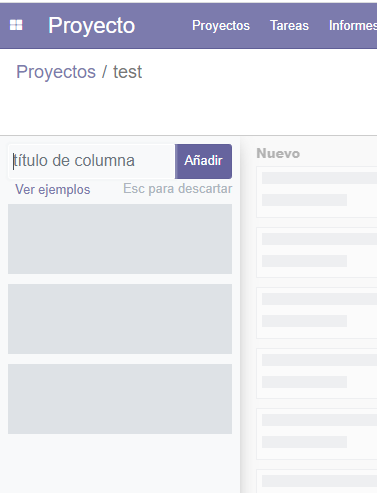 Proyecto Proyectos Tareas Informes
Proyectos / test
título de columna Añadir
Nuevo
Ver ejemplos Esc para descartar